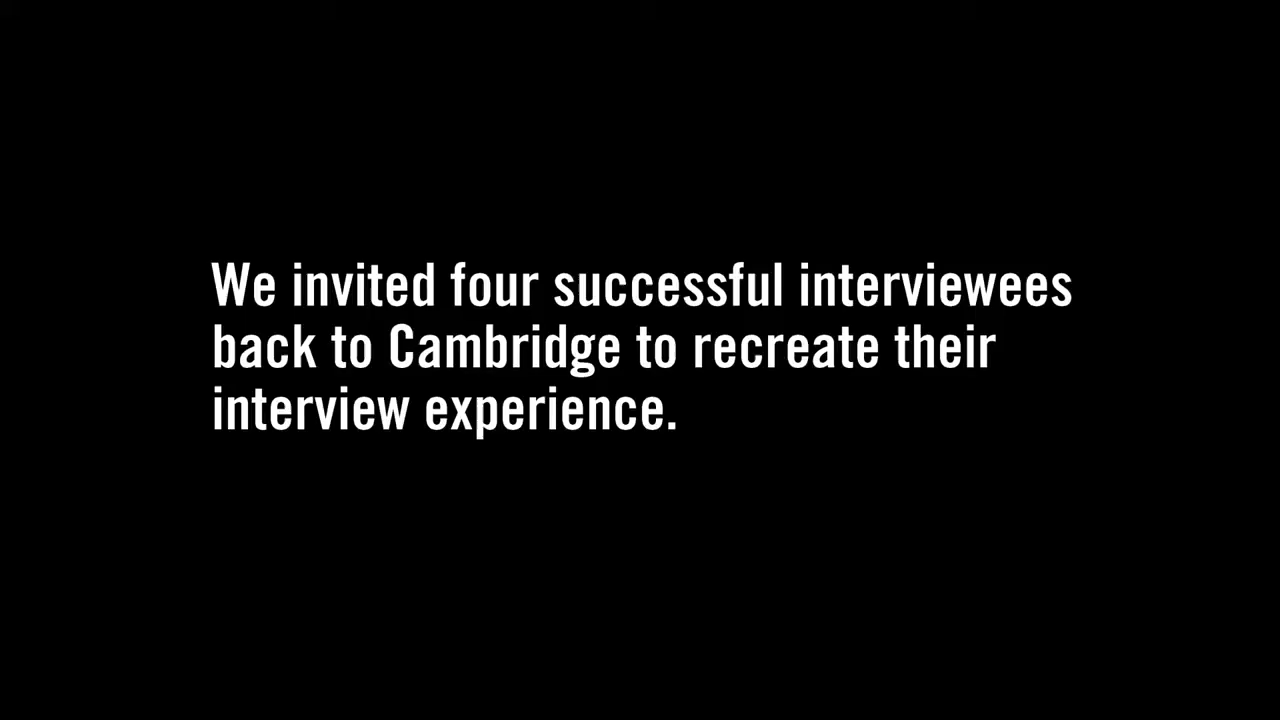 We invited four successful interviewees
back to Cambridge to recreate their
interview experience.